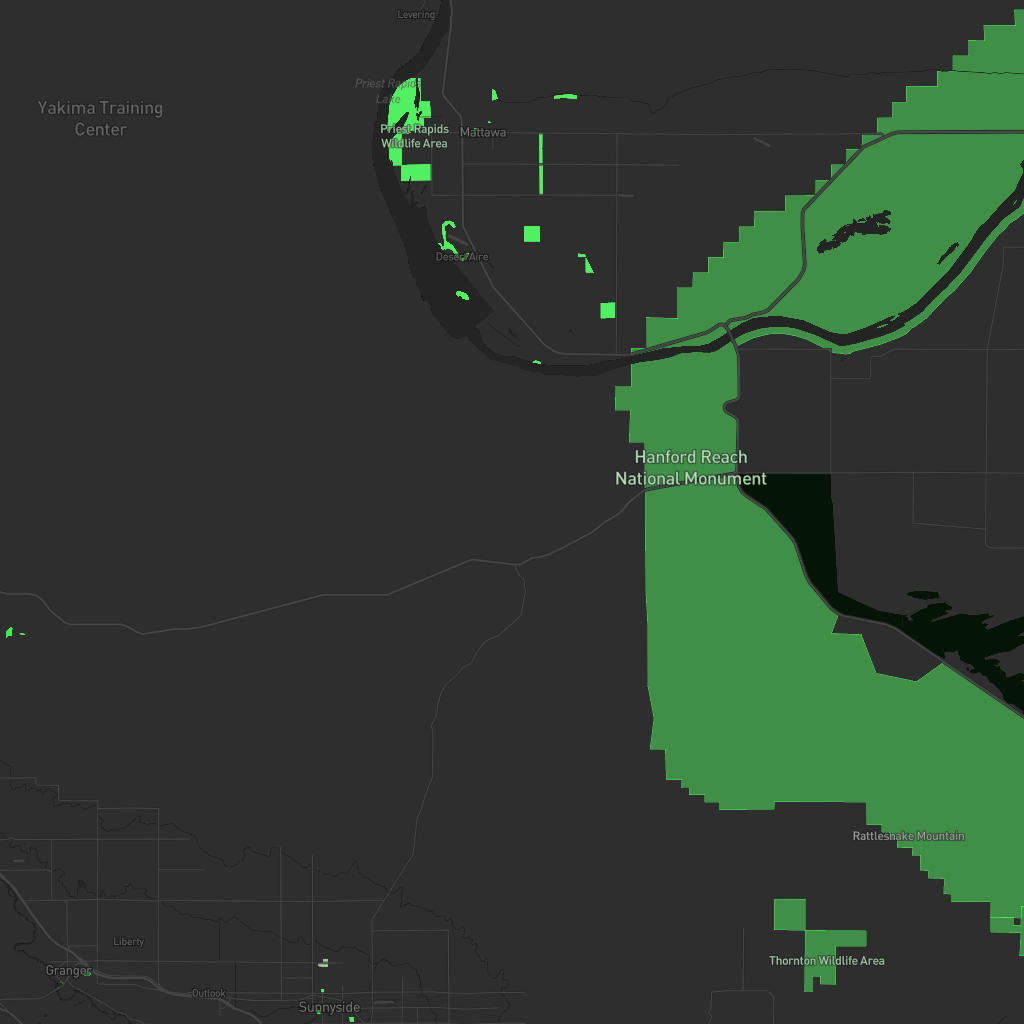 Levering
Priest Rapids
Lake
Yakima Training
Center
Priest Rapids
Wildlife Area
Mattawa
Desert Aire
Hanford Reach
National Monument
Rattlesnake Mountain
Liberty
Thornton Wildlife Area
Granger
Outlook
Sunnyside